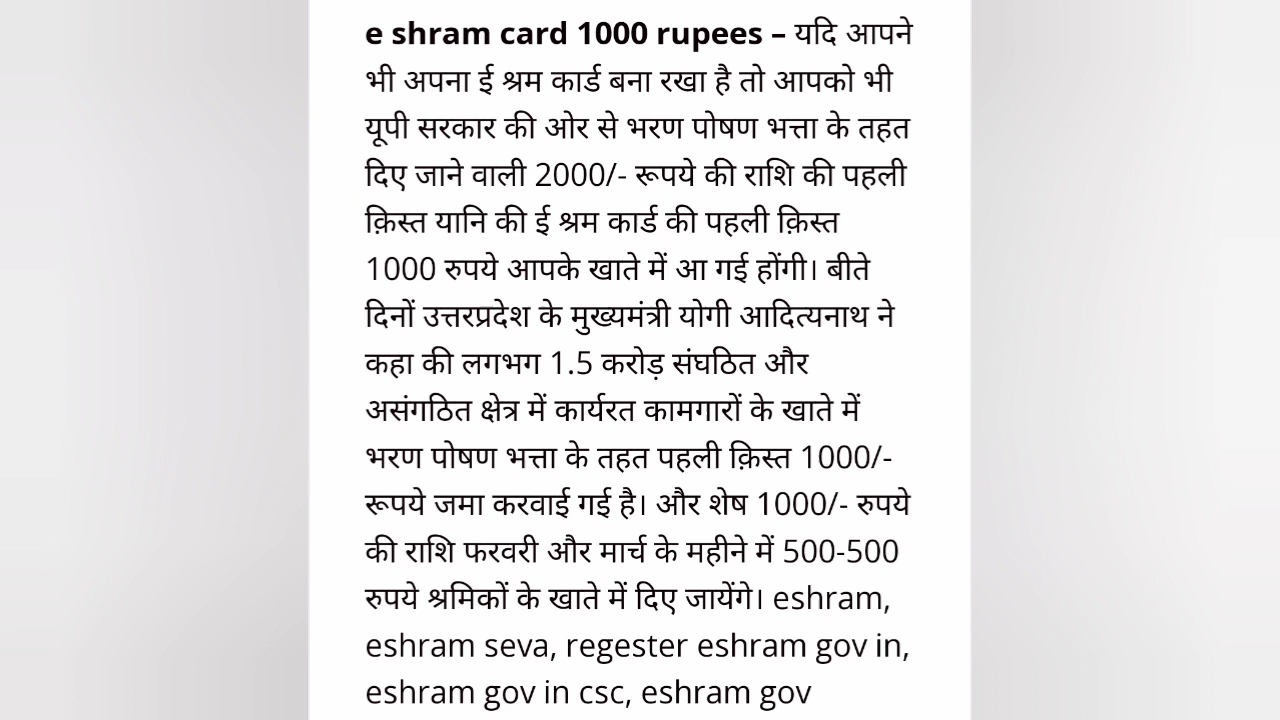 e shram card 1000 rupees – यदि आपने
भी अपना ई श्रम कार्ड बना रखा है तो आपको भी
यूपी सरकार की ओर से भरण पोषण भत्ता के तहत
दिए जाने वाली 2000/- रूपये की राशि की पहली
क़िस्त यानि की ई श्रम कार्ड की पहली क़िस्त
1000 रुपये आपके खाते में आ गई होंगी। बीते
दिनों उत्तरप्रदेश के मुख्यमंत्री योगी आदित्यनाथ ने
कहा की लगभग 1.5 करोड़ संघठित और
असंगठित क्षेत्र में कार्यरत कामगारों के खाते में
भरण पोषण भत्ता के तहत पहली क़िस्त 1000/-
रूपये जमा करवाई गई है। और शेष 1000/- रुपये
की राशि फरवरी और मार्च के महीने में 500-500
रुपये श्रमिकों के खाते में दिए जायेंगे। eshram,
eshram seva, regester eshram gov in,
eshram gov in csc, eshram gov